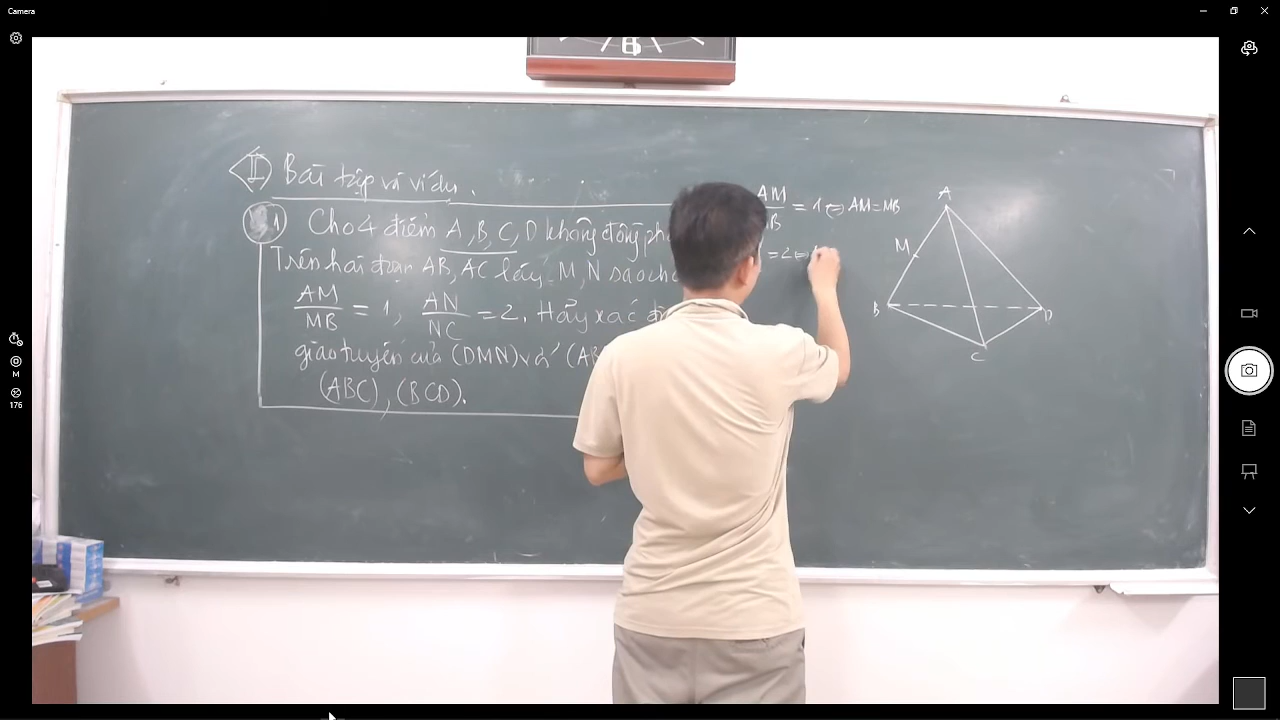 Camera
II Bài tập và ví dụ.
1 Cho 4 điểm A, B, C, D không đồng
Trên hai đoạn AB, AC lấy M, N sao cho
AM/MB = 1, AN/NC = 2. Hãy xác
giao tuyến của (DMN) với (AB
(ABC), (BCD).
AM/B = 1 ⇔ AM = MB
= 2 ⇔
A
M
B
D
C
M
176